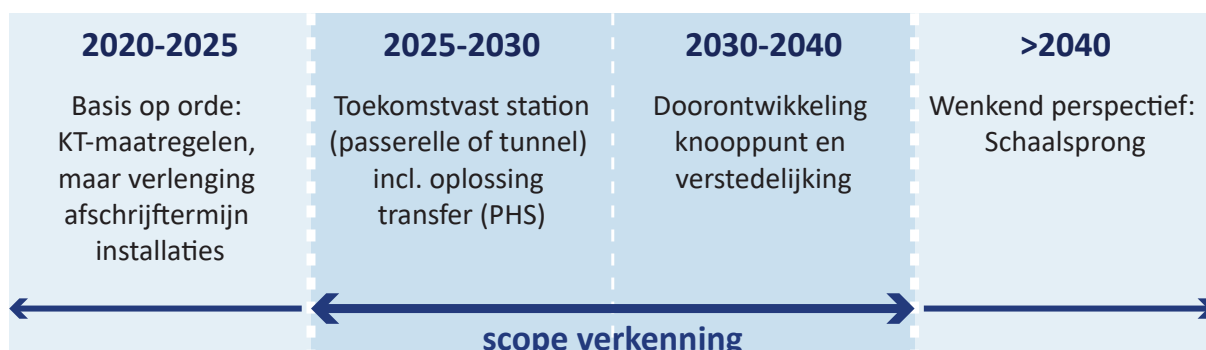 2020-2025
Basis op orde:
KT-maatregelen,
maar verlenging
afschrijftermijn
installaties
2025-2030
Toekomstvast station
(passerelle of tunnel)
incl. oplossing
transfer (PHS)
2030-2040
Doorontwikkeling
knooppunt en
verstedelijking
>2040
Wenkend perspectief:
Schaalsprong
scope verkenning